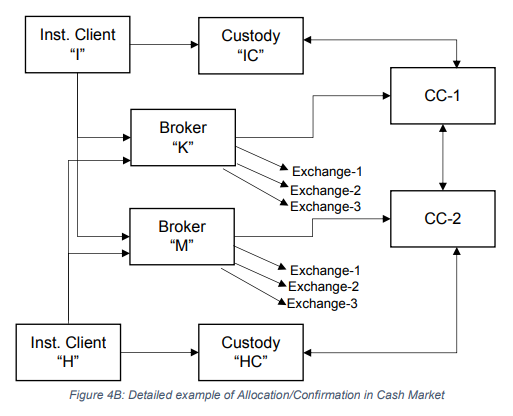 Inst. Client
“I”
Custody
“IC”
CC-1
Broker
“K”
Exchange-1
Exchange-2
Exchange-3
CC-2
Broker
“M”
Exchange-1
Exchange-2
Exchange-3
Inst. Client
“H”
Custody
“HC”
Figure 4B: Detailed example of Allocation/Confirmation in Cash Market